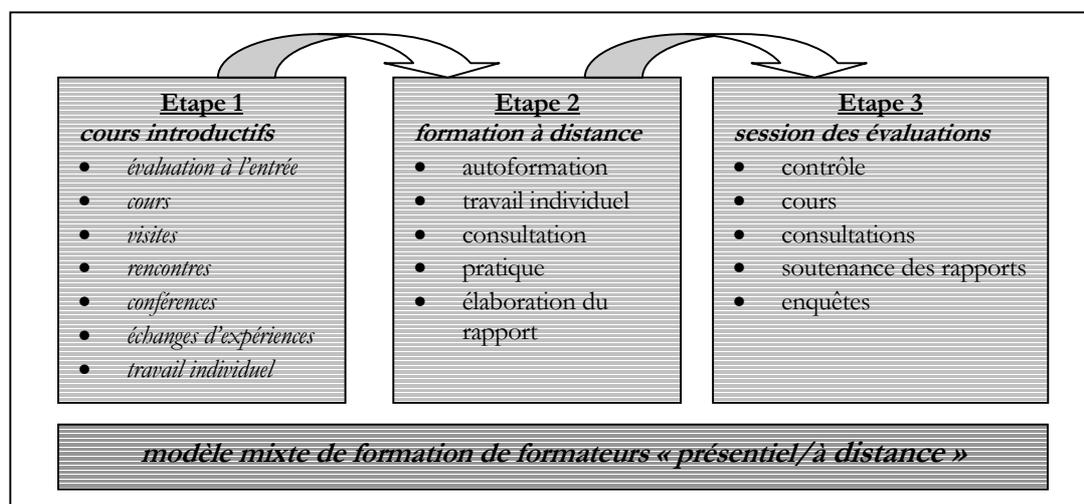 Etape 1
cours introductifs
• évaluation à l'entrée
• cours
• visites
• rencontres
• conférences
• échanges d'expériences
• travail individuel
Etape 2
formation à distance
• autoformation
• travail individuel
• consultation
• pratique
• élaboration du
rapport
Etape 3
session des évaluations
• contrôle
• cours
• consultations
• soutenance des rapports
• enquêtes
modèle mixte de formation de formateurs « présentiel/à distance »